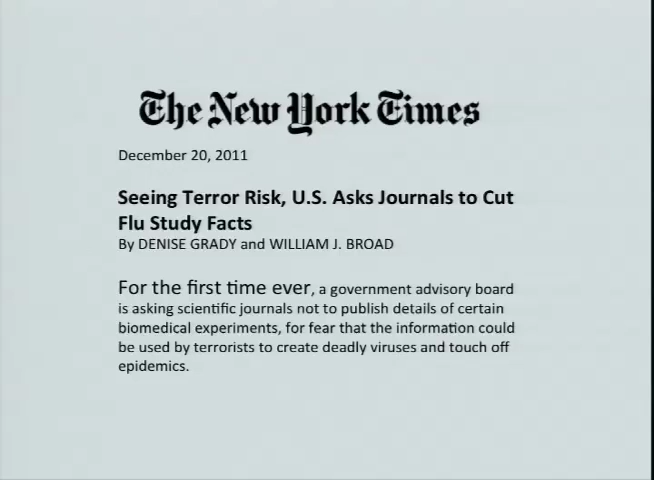 The New York Times
December 20, 2011
Seeing Terror Risk, U.S. Asks Journals to Cut
Flu Study Facts
By DENISE GRADY and WILLIAM J. BROAD
For the first time ever, a government advisory board
is asking scientific journals not to publish details of certain
biomedical experiments, for fear that the information could
be used by terrorists to create deadly viruses and touch off
epidemics.